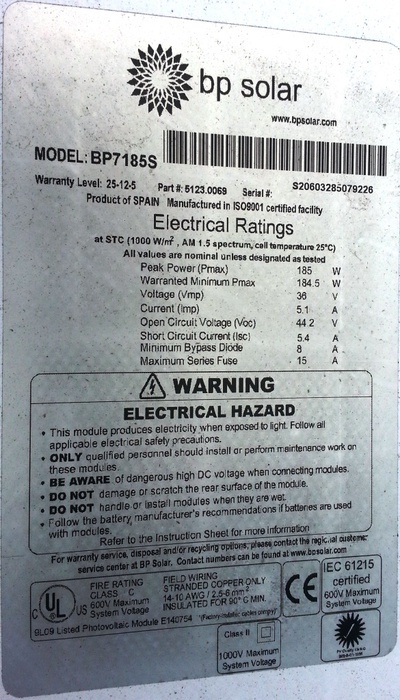 bp solar
www.bpsolar.com
MODEL: BP7185S
Warranty Level: 25-12-5 Part #: 5123.0069 Serial #: S20603285079226
Product of SPAIN Manufactured in ISO9001 certified facility
Electrical Ratings
at STC (1000 W/m², AM 1.5 spectrum, cell temperature 25°C)
All values are nominal unless designated as tested
Peak Power (Pmax) 185 W
Warranted Minimum Pmax 184.5 W
Voltage (Vmp) 36 V
Current (Imp) 5.1 A
Open Circuit Voltage (Voc) 44.2 V
Short Circuit Current (Isc) 5.4 A
Minimum Bypass Diode 8 A
Maximum Series Fuse 15 A
WARNING
ELECTRICAL HAZARD
• This module produces electricity when exposed to light. Follow all
applicable electrical safety precautions.
• ONLY qualified personnel should install or perform maintenance work on
these modules.
• BE AWARE of dangerous high DC voltage when connecting modules.
• DO NOT damage or scratch the rear surface of the module.
• DO NOT handle or install modules when they are wet.
• Follow the battery manufacturer's recommendations if batteries are used
with modules.
Refer to the Instruction Sheet for more information
For warranty service, disposal and/or recycling options, please contact the regional customer
service center at BP Solar. Contact numbers can be found at www.bpsolar.com
C UL US
FIRE RATING
CLASS C
600V Maximum
System Voltage
FIELD WIRING
STRANDED COPPER ONLY
14-10 AWG / 2.5-6 mm²
INSULATED FOR 90°C MIN.
9L09 Listed Photovoltaic Module E140754 *(Factory-installed cables comply)
CE
IEC 61215
certified
600V Maximum
System Voltage
Class II
1000V Maximum
System Voltage